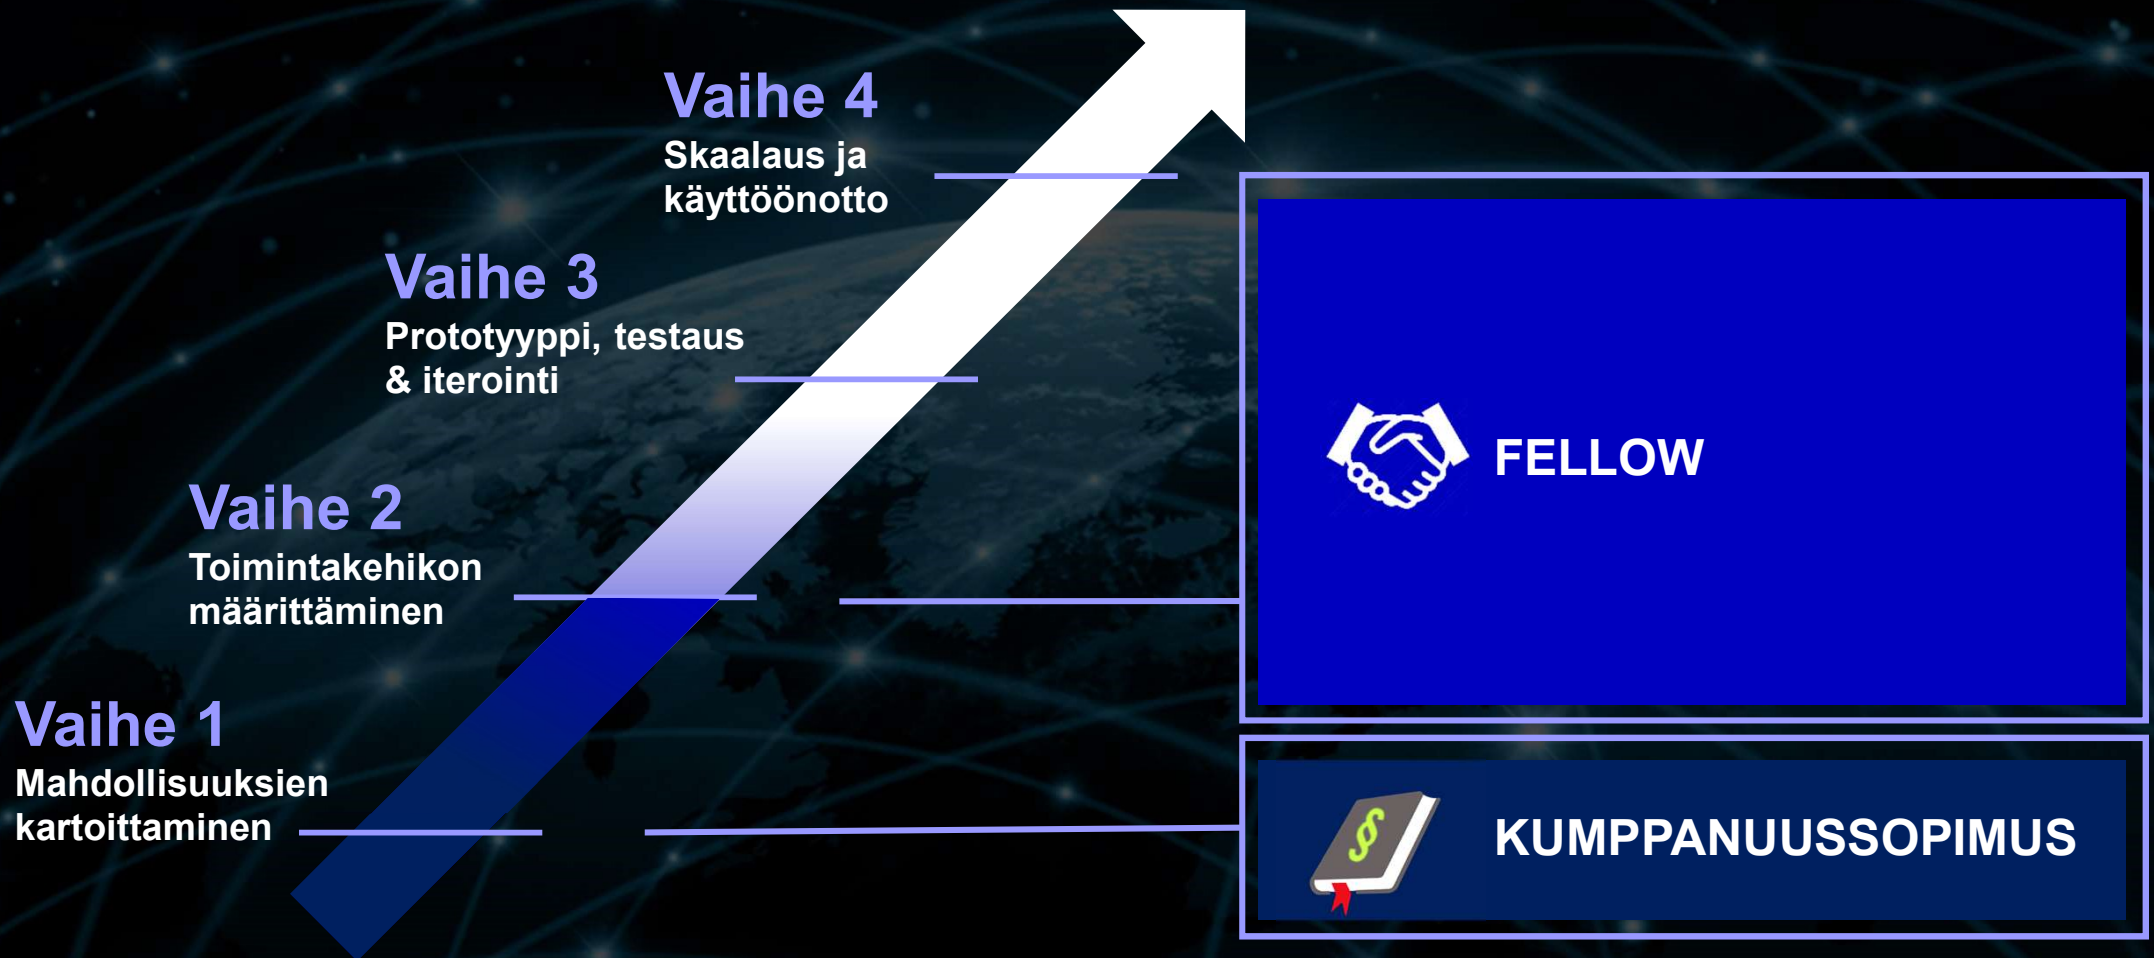 Vaihe 4
Skaalaus ja
käyttöönotto
Vaihe 3
Prototyyppi, testaus
& iterointi
Vaihe 2
Toimintakehikon
määrittäminen
Vaihe 1
Mahdollisuuksien
kartoittaminen
FELLOW
§
KUMPPANUUSSOPIMUS